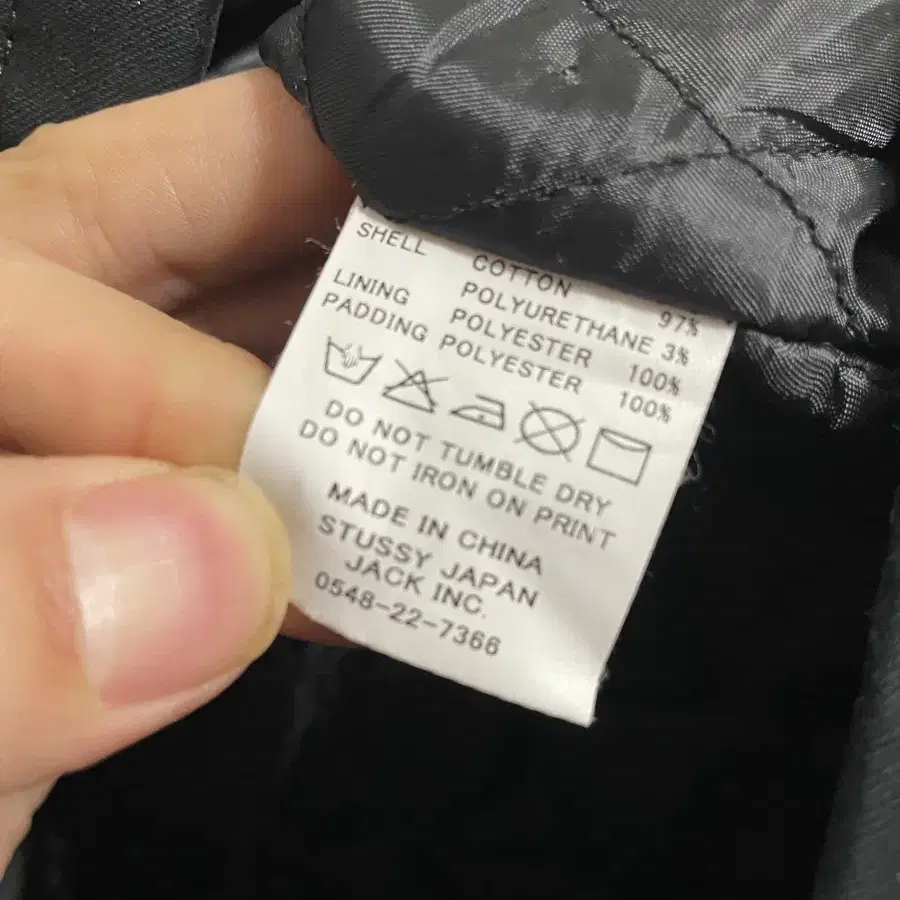 SHELL COTTON 97%
POLYURETHANE 3%
LINING POLYESTER 100%
PADDING POLYESTER 100%
DO NOT TUMBLE DRY
DO NOT IRON ON PRINT
MADE IN CHINA
STUSSY JAPAN
JACK INC.
0548-22-7366